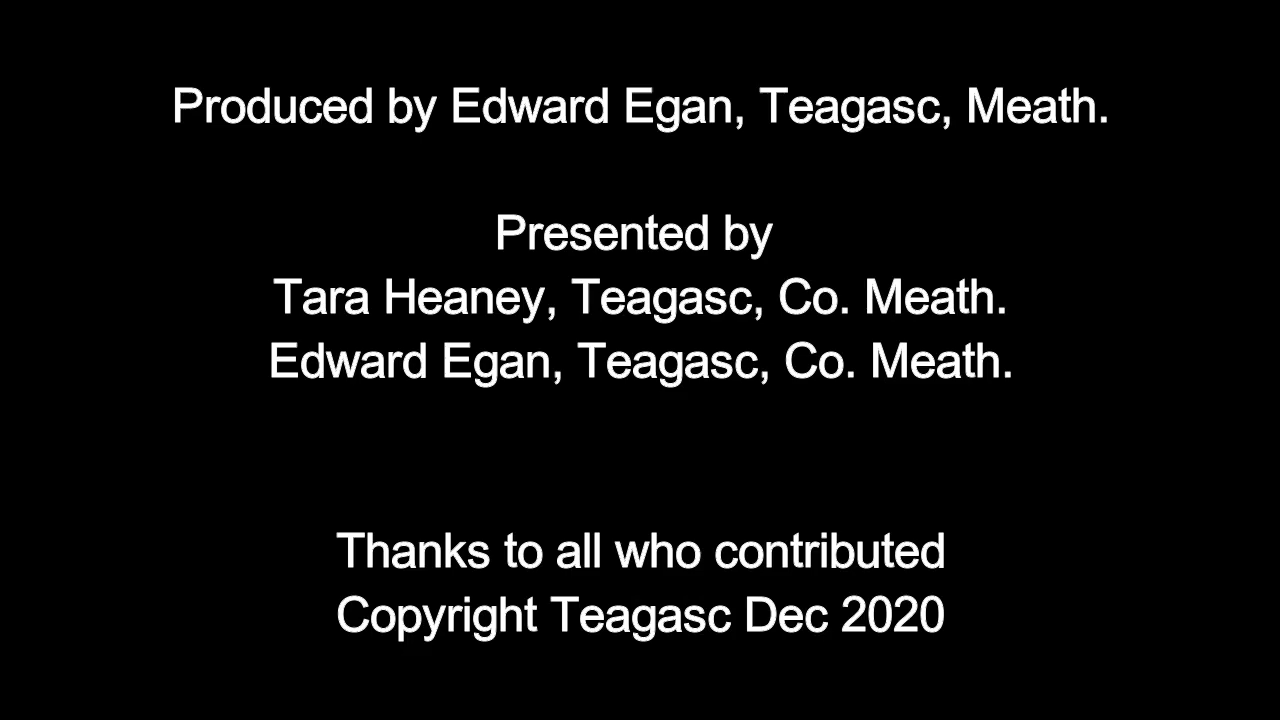 Produced by Edward Egan, Teagasc, Meath.
Presented by
Tara Heaney, Teagasc, Co. Meath.
Edward Egan, Teagasc, Co. Meath.
Thanks to all who contributed
Copyright Teagasc Dec 2020